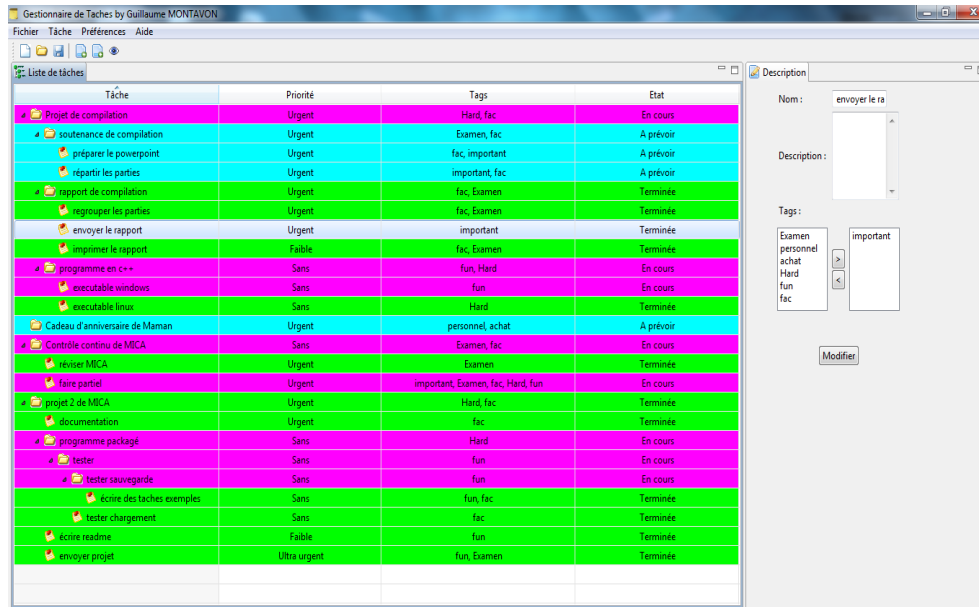 Gestionnaire de Taches by Guillaume MONTAVON
Fichier Tâche Préférences Aide
Liste de tâches
Tâche Priorité Tags Etat
Projet de compilation Urgent Hard, fac En cours
soutenance de compilation Urgent Examen, fac A prévoir
préparer le powerpoint Urgent fac, important A prévoir
répartir les parties Urgent important, fac A prévoir
rapport de compilation Urgent fac, Examen Terminée
regrouper les parties Urgent fac, Examen Terminée
envoyer le rapport Urgent important Terminée
imprimer le rapport Faible fac, Examen Terminée
programme en c++ Sans fun, Hard En cours
executable windows Sans fun En cours
executable linux Sans Hard Terminée
Cadeau d'anniversaire de Maman Urgent personnel, achat A prévoir
Contrôle continu de MICA Sans Examen, fac En cours
réviser MICA Urgent Examen Terminée
faire partiel Urgent important, Examen, fac, Hard, fun En cours
projet 2 de MICA Urgent Hard, fac Terminée
documentation Urgent fac Terminée
programme packagé Sans Hard En cours
tester Sans fun En cours
tester sauvegarde Sans fun En cours
écrire des taches exemples Sans fun, fac Terminée
tester chargement Sans fac Terminée
écrire readme Faible fun Terminée
envoyer projet Ultra urgent fun, Examen Terminée
Description
Nom : envoyer le ra
Description :
Tags :
Examen
personnel
achat
Hard
fun
fac
>
<
important
Modifier